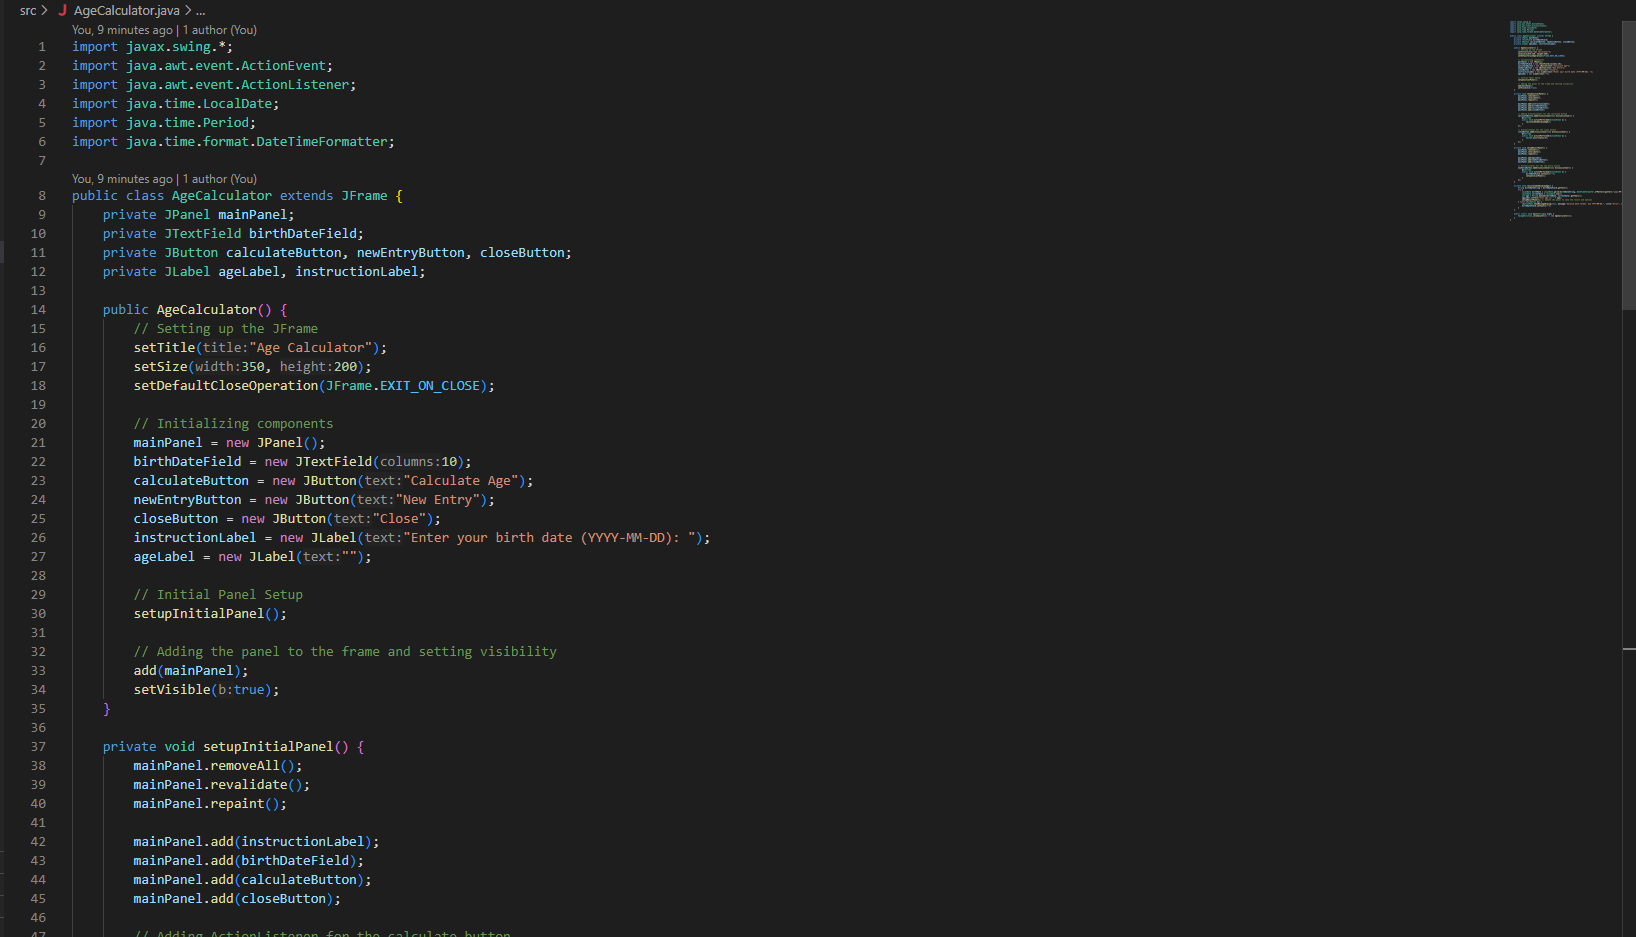 src > J AgeCalculator.java > ...
You, 9 minutes ago | 1 author (You)
1 import javax.swing.*;
2 import java.awt.event.ActionEvent;
3 import java.awt.event.ActionListener;
4 import java.time.LocalDate;
5 import java.time.Period;
6 import java.time.format.DateTimeFormatter;
7
You, 9 minutes ago | 1 author (You)
8 public class AgeCalculator extends JFrame {
9     private JPanel mainPanel;
10     private JTextField birthDateField;
11     private JButton calculateButton, newEntryButton, closeButton;
12     private JLabel ageLabel, instructionLabel;
13
14     public AgeCalculator() {
15         // Setting up the JFrame
16         setTitle(title:"Age Calculator");
17         setSize(width:350, height:200);
18         setDefaultCloseOperation(JFrame.EXIT_ON_CLOSE);
19
20         // Initializing components
21         mainPanel = new JPanel();
22         birthDateField = new JTextField(columns:10);
23         calculateButton = new JButton(text:"Calculate Age");
24         newEntryButton = new JButton(text:"New Entry");
25         closeButton = new JButton(text:"Close");
26         instructionLabel = new JLabel(text:"Enter your birth date (YYYY-MM-DD): ");
27         ageLabel = new JLabel(text:"");
28
29         // Initial Panel Setup
30         setupInitialPanel();
31
32         // Adding the panel to the frame and setting visibility
33         add(mainPanel);
34         setVisible(b:true);
35     }
36
37     private void setupInitialPanel() {
38         mainPanel.removeAll();
39         mainPanel.revalidate();
40         mainPanel.repaint();
41
42         mainPanel.add(instructionLabel);
43         mainPanel.add(birthDateField);
44         mainPanel.add(calculateButton);
45         mainPanel.add(closeButton);
46
47         // Adding ActionListener for the calculate button